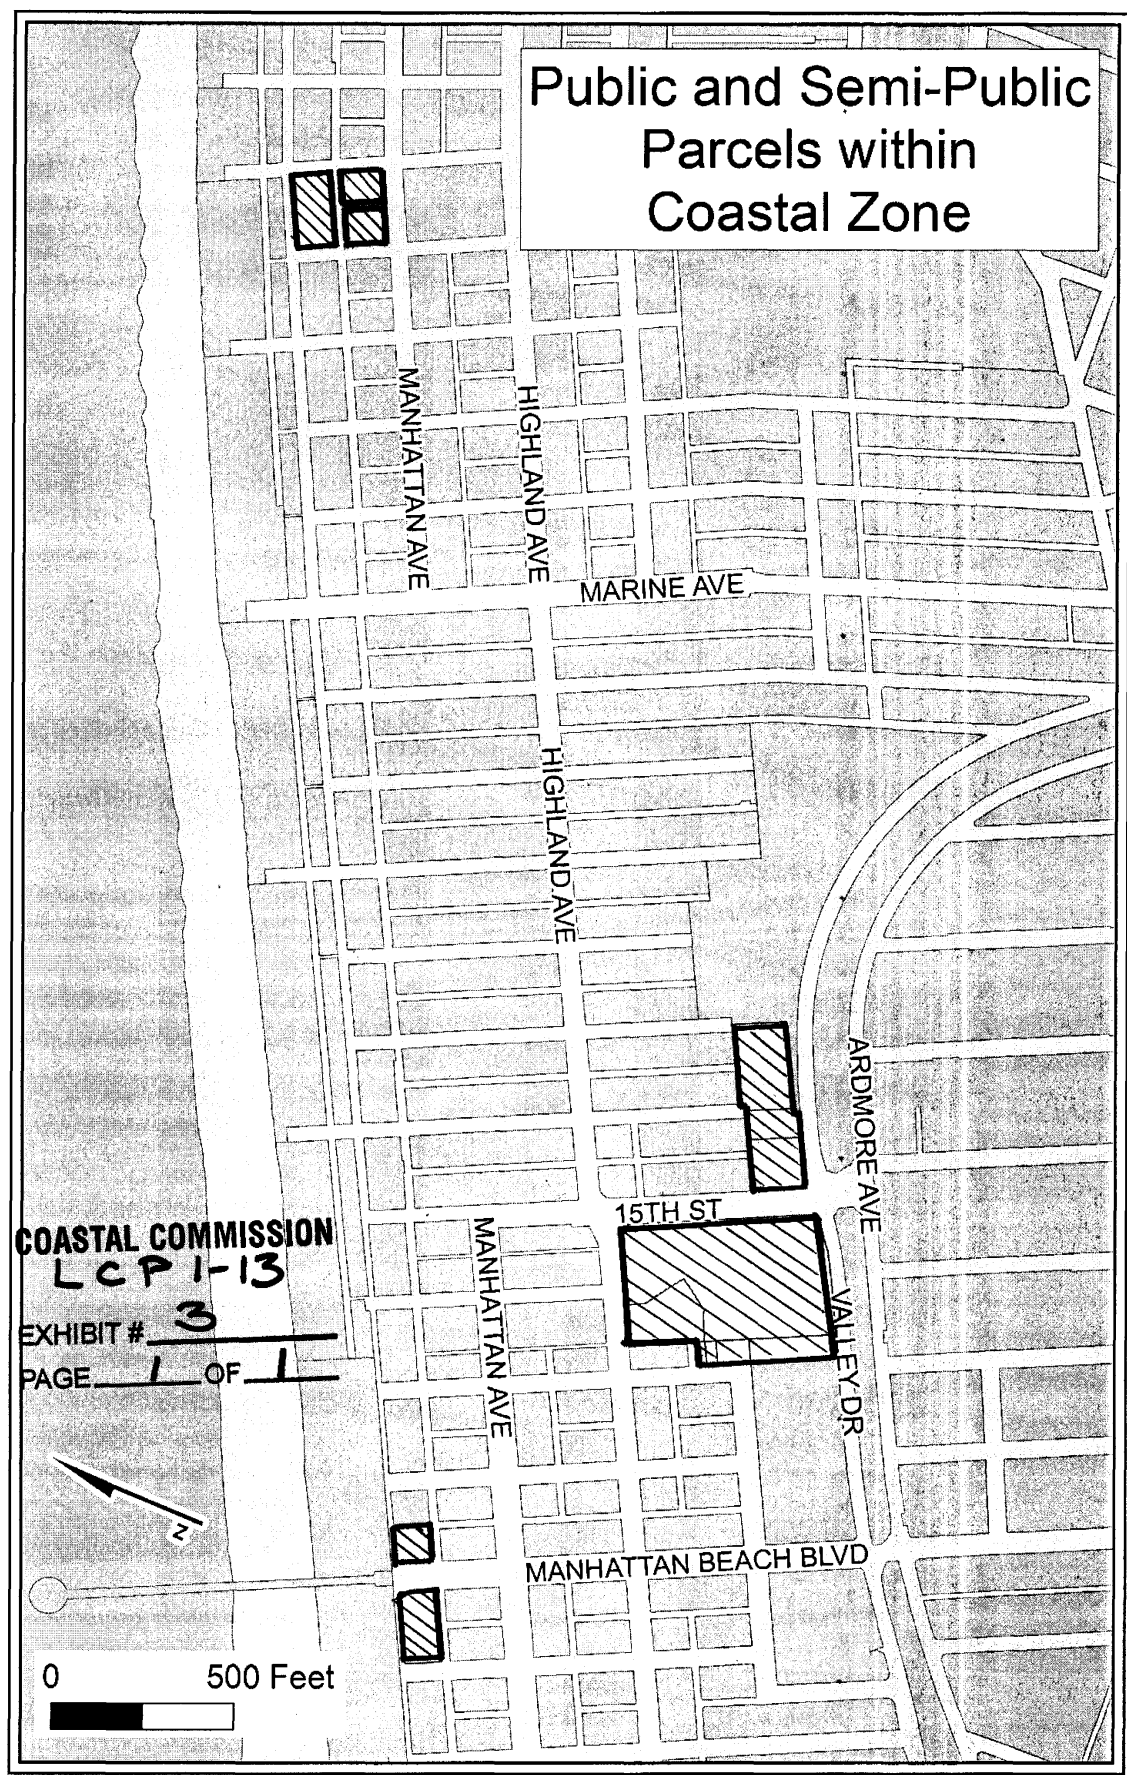 Public and Semi-Public
Parcels within
Coastal Zone
MANHATTAN AVE
HIGHLAND AVE
MARINE AVE
HIGHLAND AVE
ARDMORE AVE
15TH ST
COASTAL COMMISSION
LCP 1-13
EXHIBIT # 3
PAGE 1 OF 1
MANHATTAN AVE
VALLEY DR
N
MANHATTAN BEACH BLVD
0 500 Feet